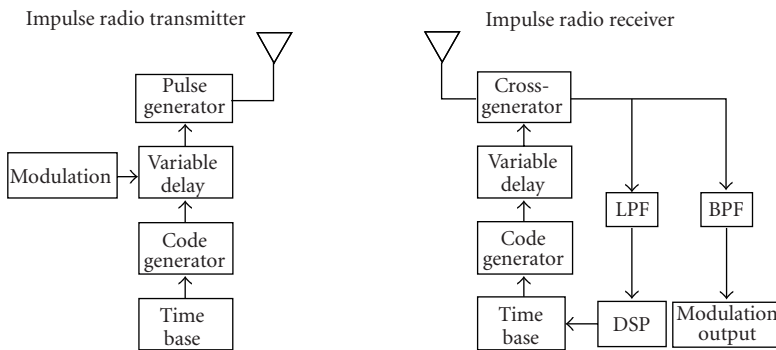 Impulse radio transmitter
Pulse
generator
Modulation
Variable
delay
Code
generator
Time
base
Impulse radio receiver
Cross-
generator
Variable
delay
LPF
BPF
Code
generator
Time
base
DSP
Modulation
output